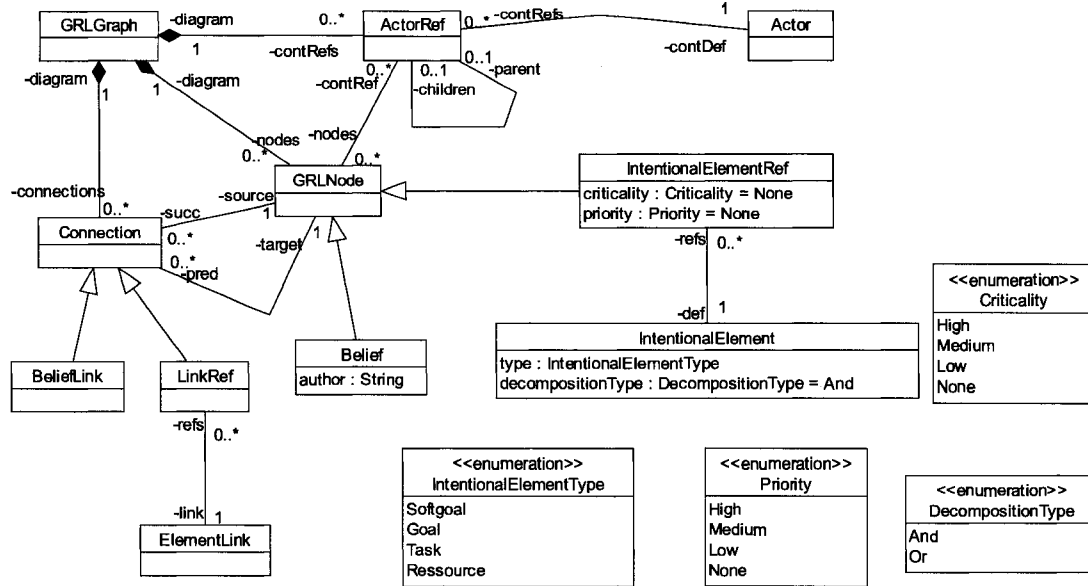 GRLGraph
-diagram
1
0..*
-contRefs
ActorRef
0..*
-contRefs
1
-contDef
Actor
-diagram
1
-diagram
1
0..*
-contRef
0..1
-children
0..1
-parent
-nodes
0..*
-nodes
0..*
GRLNode
IntentionalElementRef
criticality : Criticality = None
priority : Priority = None
-connections
0..*
-source
1
-succ
0..*
Connection
0..*
-pred
-target
1
-refs
0..*
-def
1
IntentionalElement
type : IntentionalElementType
decompositionType : DecompositionType = And
<<enumeration>>
Criticality
High
Medium
Low
None
BeliefLink
LinkRef
Belief
author : String
-refs
0..*
-link
1
ElementLink
<<enumeration>>
IntentionalElementType
Softgoal
Goal
Task
Ressource
<<enumeration>>
Priority
High
Medium
Low
None
<<enumeration>>
DecompositionType
And
Or